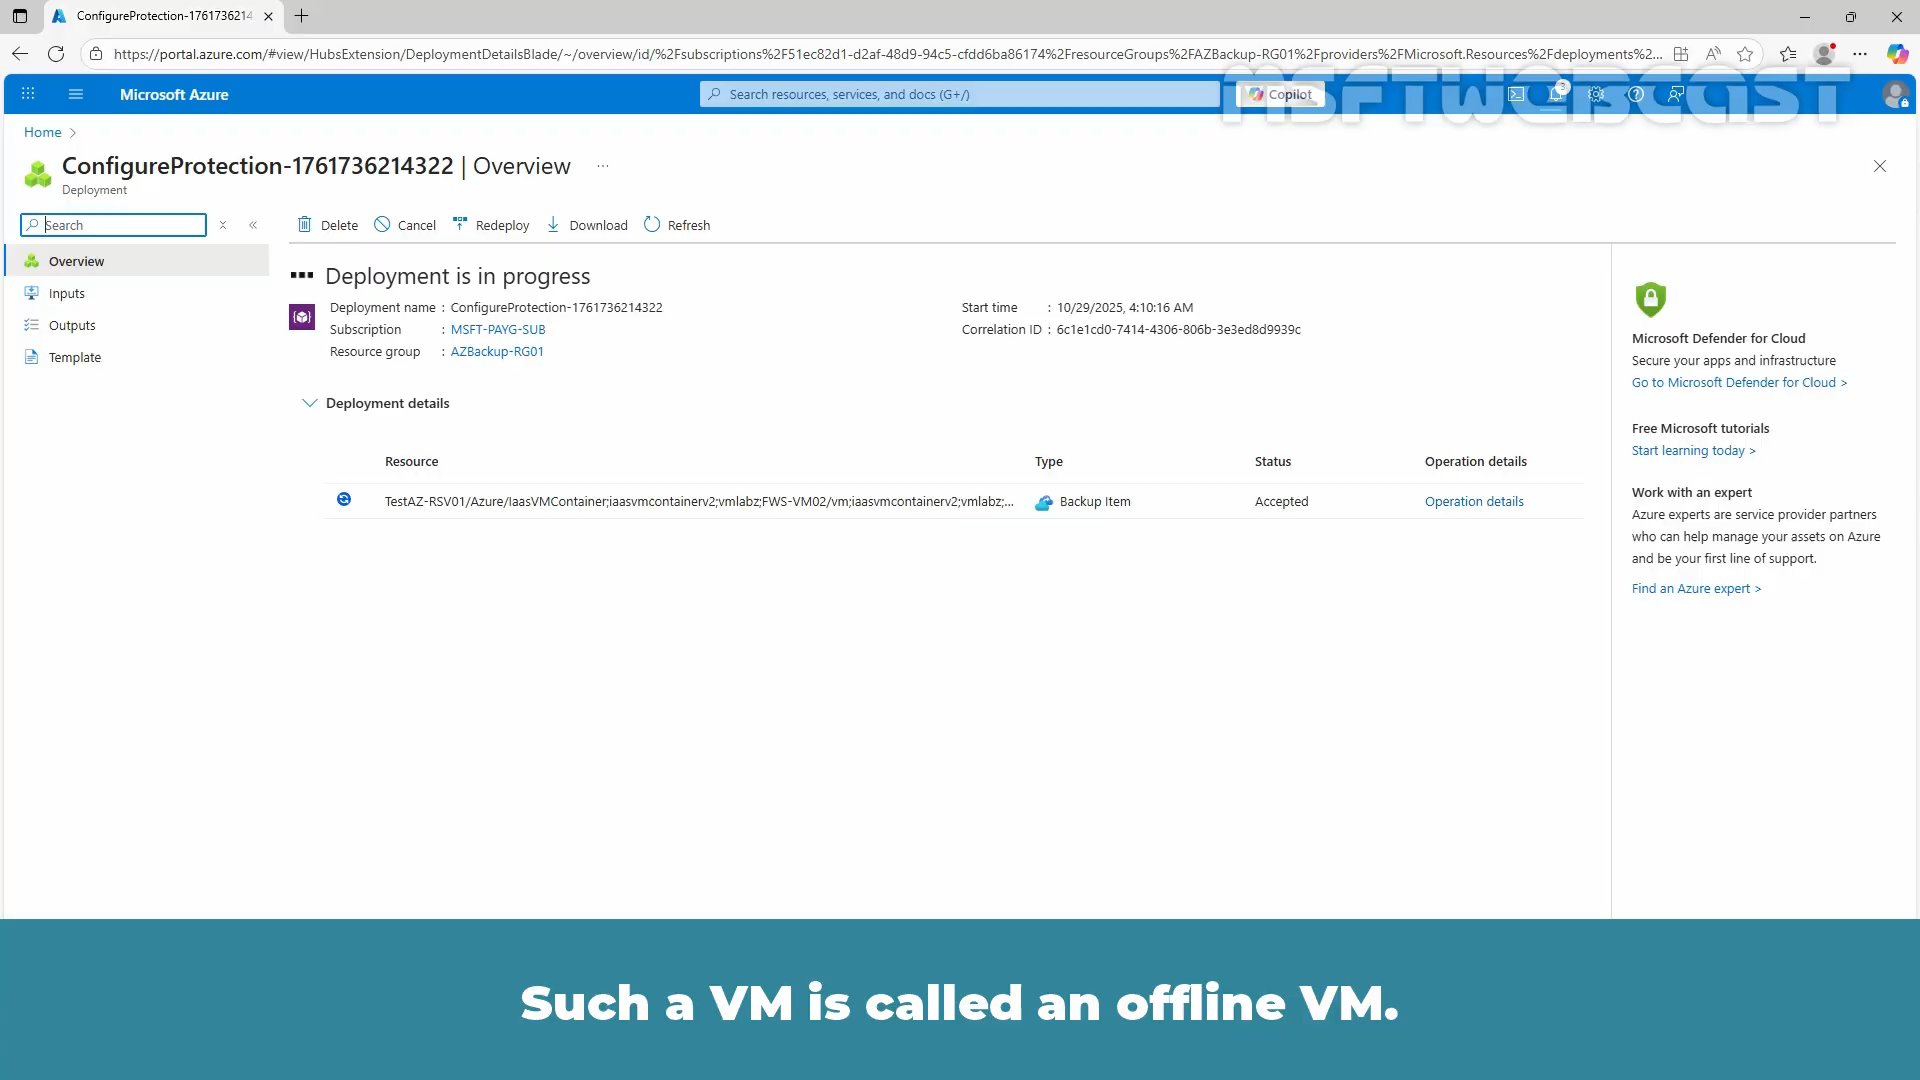 ConfigureProtection-1761736214
https://portal.azure.com/#view/HubsExtension/DeploymentDetailsBlade/~/overview/id/%2Fsubscriptions%2F51ec82d1-d2af-48d9-94c5-cfdd6ba86174%2FresourceGroups%2FAZBackup-RG01%2Fproviders%2FMicrosoft.Resources%2Fdeployments%2...
Microsoft Azure
Search resources, services, and docs (G+/)
Copilot
3
MSFTWEBCAST
Home
ConfigureProtection-1761736214322 | Overview
Deployment
Search
Delete
Cancel
Redeploy
Download
Refresh
Overview
Inputs
Outputs
Template
Deployment is in progress
Deployment name : ConfigureProtection-1761736214322
Subscription : MSFT-PAYG-SUB
Resource group : AZBackup-RG01
Start time : 10/29/2025, 4:10:16 AM
Correlation ID : 6c1e1cd0-7414-4306-806b-3e3ed8d9939c
Deployment details
Resource Type Status Operation details
TestAZ-RSV01/Azure/IaasVMContainer;iaasvmcontainerv2;vmlabz;FWS-VM02/vm;iaasvmcontainerv2;vmlabz;... Backup Item Accepted Operation details
Microsoft Defender for Cloud
Secure your apps and infrastructure
Go to Microsoft Defender for Cloud >
Free Microsoft tutorials
Start learning today >
Work with an expert
Azure experts are service provider partners
who can help manage your assets on Azure
and be your first line of support.
Find an Azure expert >
Such a VM is called an offline VM.